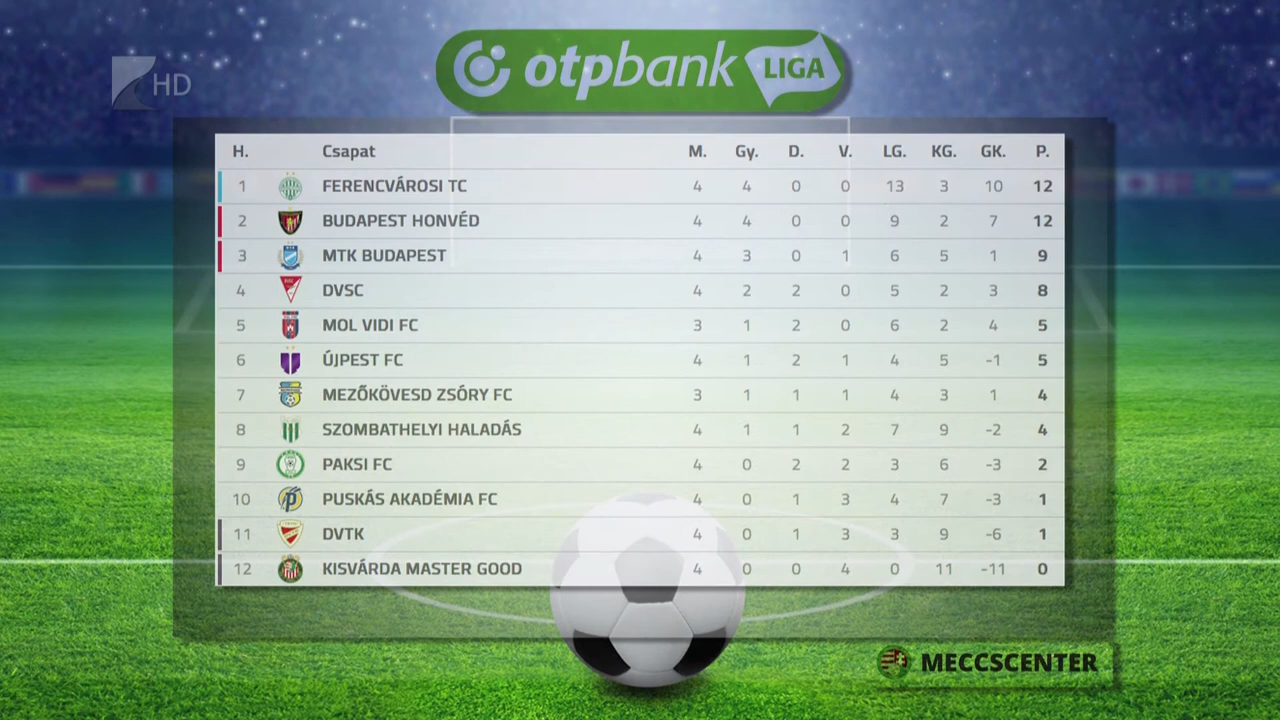 otpbank LIGA
HD
H. Csapat M. Gy. D. V. LG. KG. GK. P.
1 FERENCVÁROSI TC 4 4 0 0 13 3 10 12
2 BUDAPEST HONVÉD 4 4 0 0 9 2 7 12
3 MTK BUDAPEST 4 3 0 1 6 5 1 9
4 DVSC 4 2 2 0 5 2 3 8
5 MOL VIDI FC 3 1 2 0 6 2 4 5
6 ÚJPEST FC 4 1 2 1 4 5 -1 5
7 MEZŐKÖVESD ZSÓRY FC 3 1 1 1 4 3 1 4
8 SZOMBATHELYI HALADÁS 4 1 1 2 7 9 -2 4
9 PAKSI FC 4 0 2 2 3 6 -3 2
10 PUSKÁS AKADÉMIA FC 4 0 1 3 4 7 -3 1
11 DVTK 4 0 1 3 3 9 -6 1
12 KISVÁRDA MASTER GOOD 4 0 0 4 0 11 -11 0
MECCSCENTER